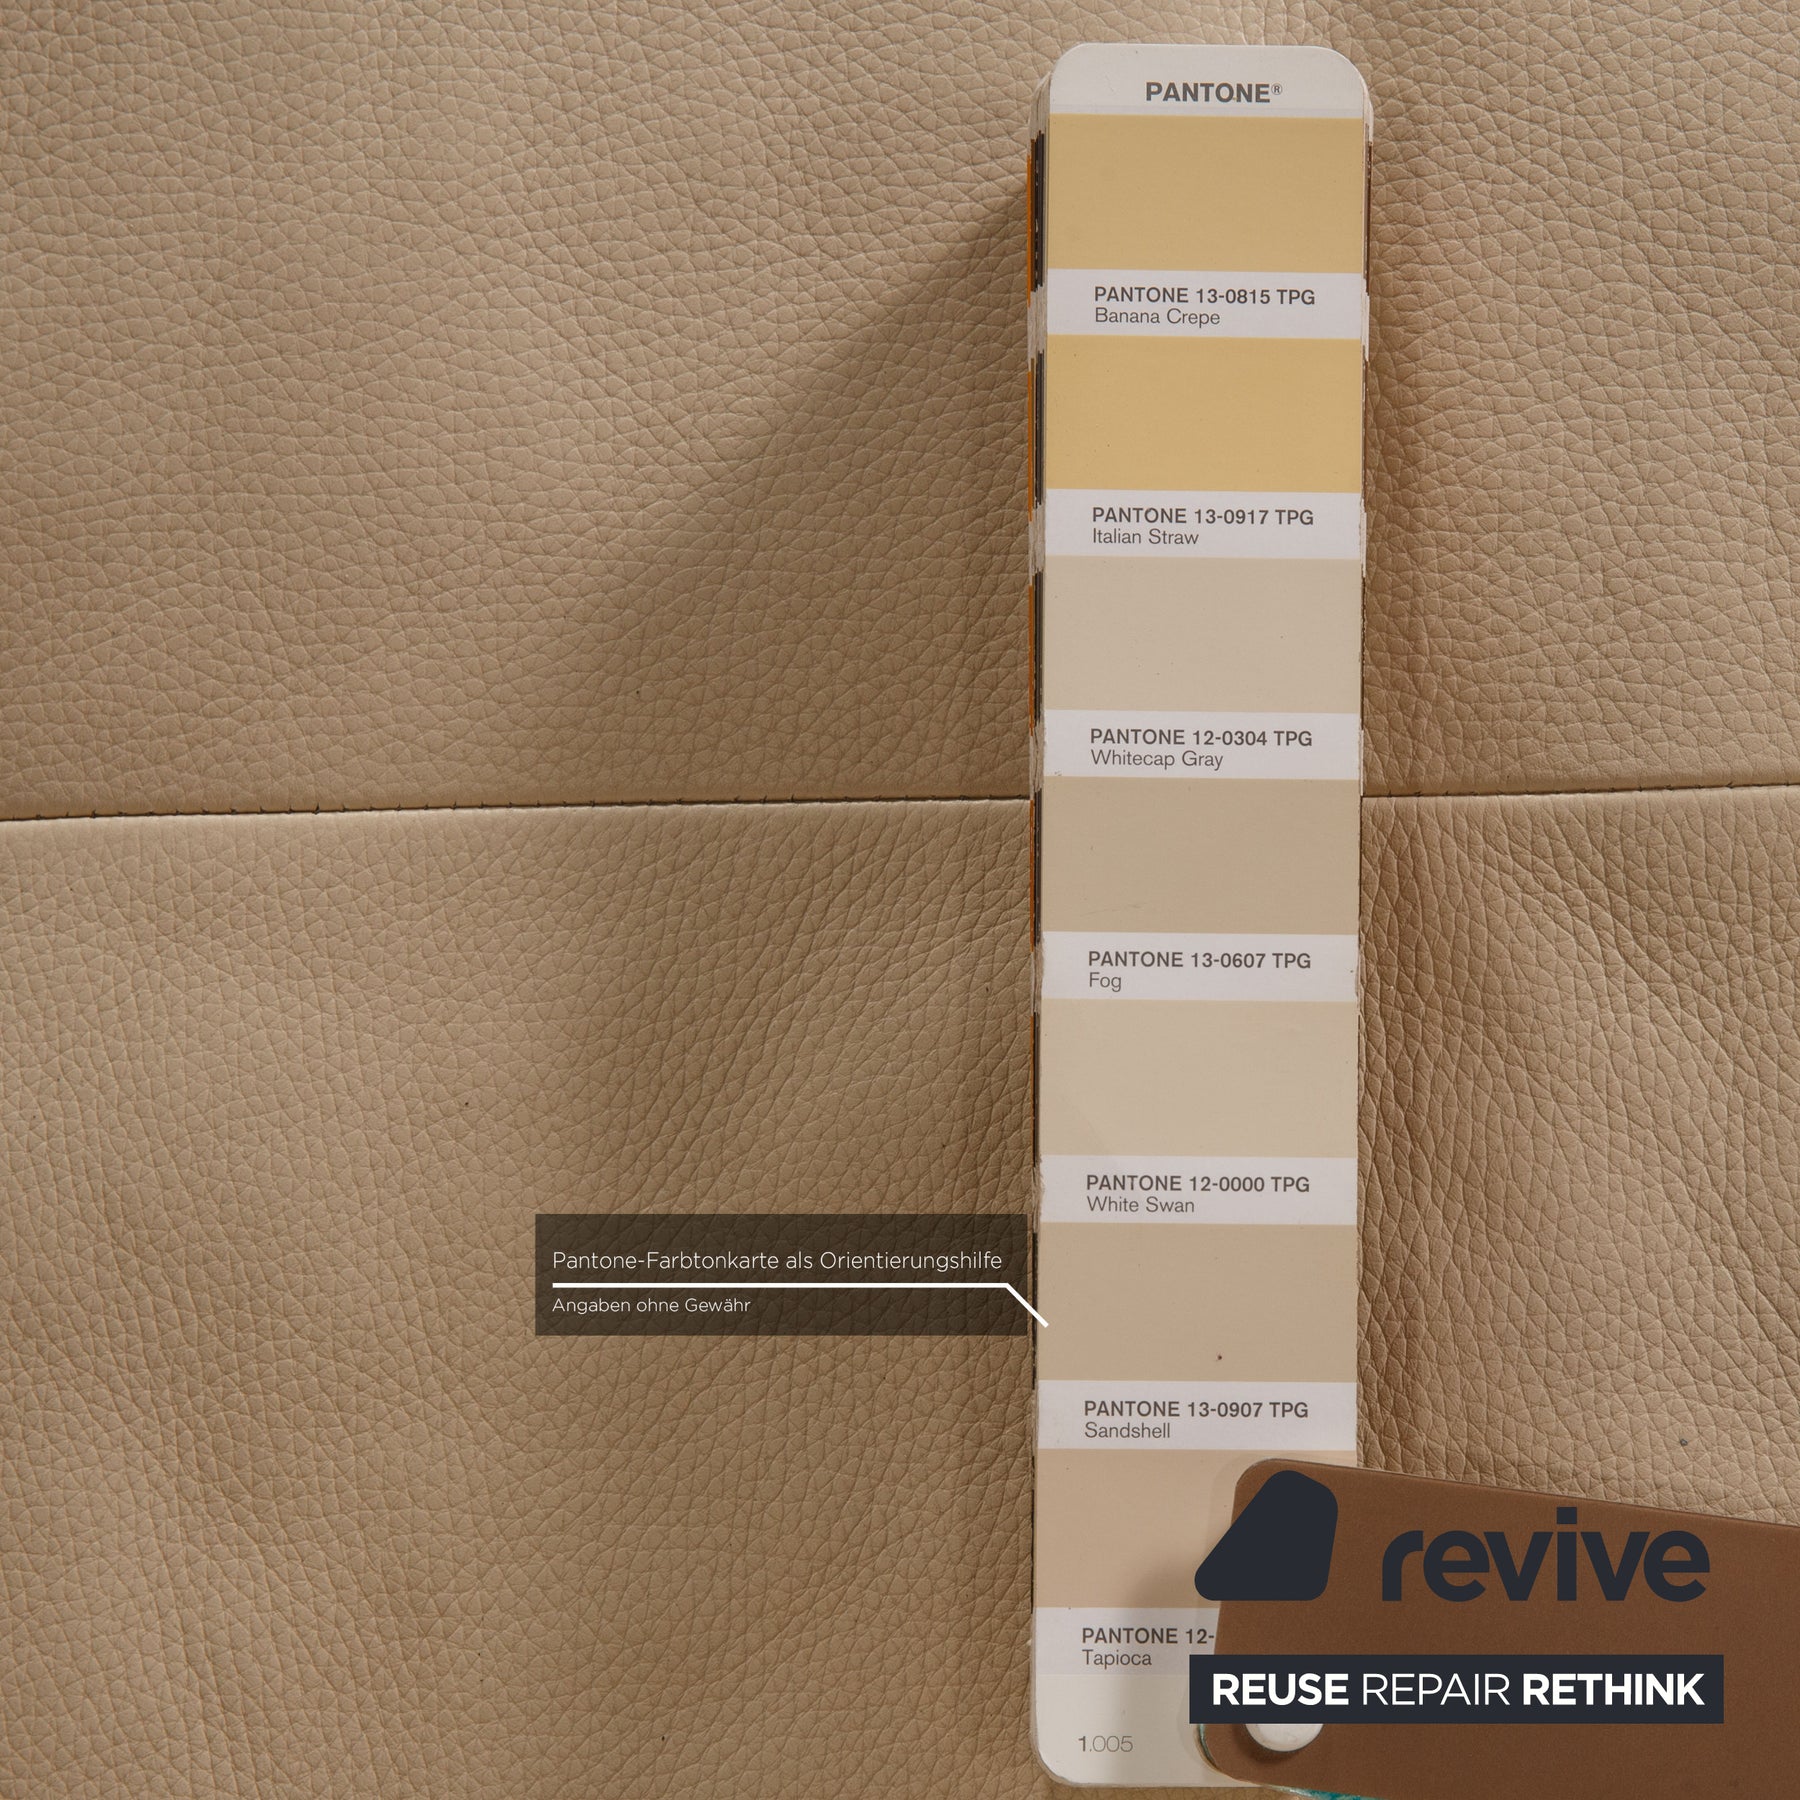 PANTONE®
PANTONE 13-0815 TPG
Banana Crepe
PANTONE 13-0917 TPG
Italian Straw
PANTONE 12-0304 TPG
Whitecap Gray
PANTONE 13-0607 TPG
Fog
PANTONE 12-0000 TPG
White Swan
Pantone-Farbtonkarte als Orientierungshilfe
Angaben ohne Gewähr
PANTONE 13-0907 TPG
Sandshell
PANTONE 12-
Tapioca
1.005
revive
REUSE REPAIR RETHINK